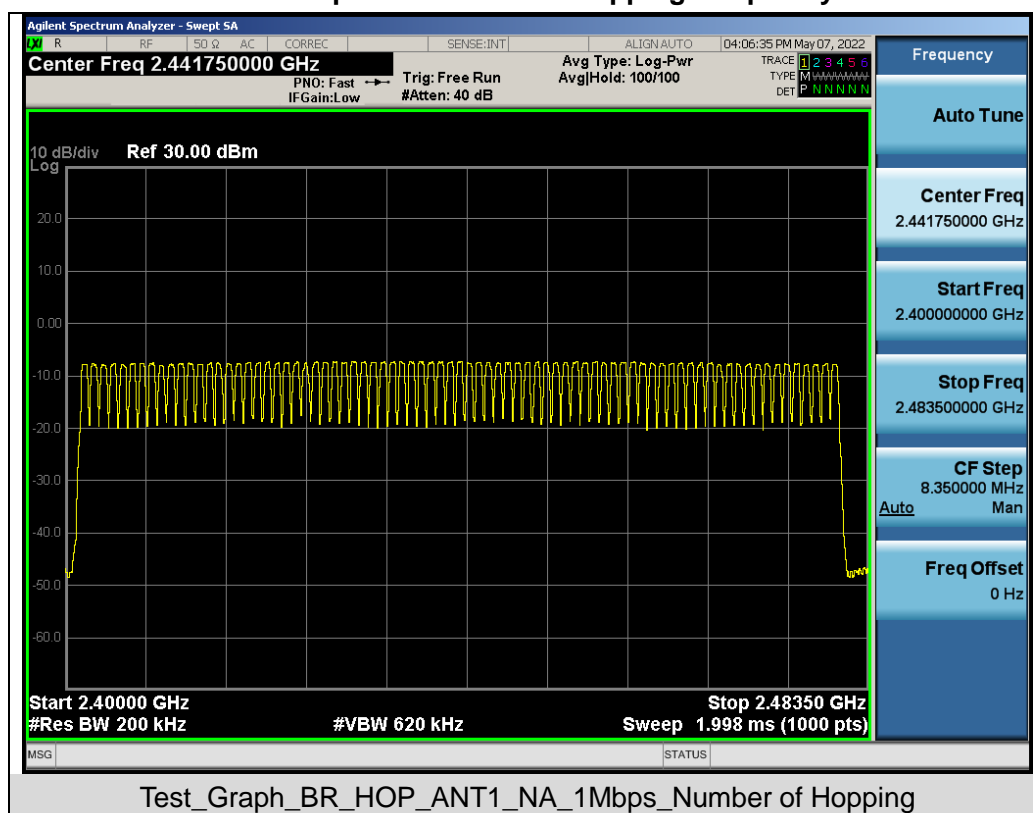 Agilent Spectrum Analyzer - Swept SA
LXI R RF 50 Ω AC CORREC SENSE:INT ALIGN AUTO 04:06:35 PM May 07, 2022
Center Freq 2.441750000 GHz
PNO: Fast
IFGain:Low
Trig: Free Run
#Atten: 40 dB
Avg Type: Log-Pwr
Avg|Hold: 100/100
TRACE 1 2 3 4 5 6
TYPE M WWWWW
DET P N N N N N
10 dB/div Ref 30.00 dBm
Log
20.0
10.0
0.00
-10.0
-20.0
-30.0
-40.0
-50.0
-60.0
Start 2.40000 GHz Stop 2.48350 GHz
#Res BW 200 kHz #VBW 620 kHz Sweep 1.998 ms (1000 pts)
MSG STATUS
Frequency
Auto Tune
Center Freq
2.441750000 GHz
Start Freq
2.400000000 GHz
Stop Freq
2.483500000 GHz
CF Step
8.350000 MHz
Auto Man
Freq Offset
0 Hz
Test_Graph_BR_HOP_ANT1_NA_1Mbps_Number of Hopping